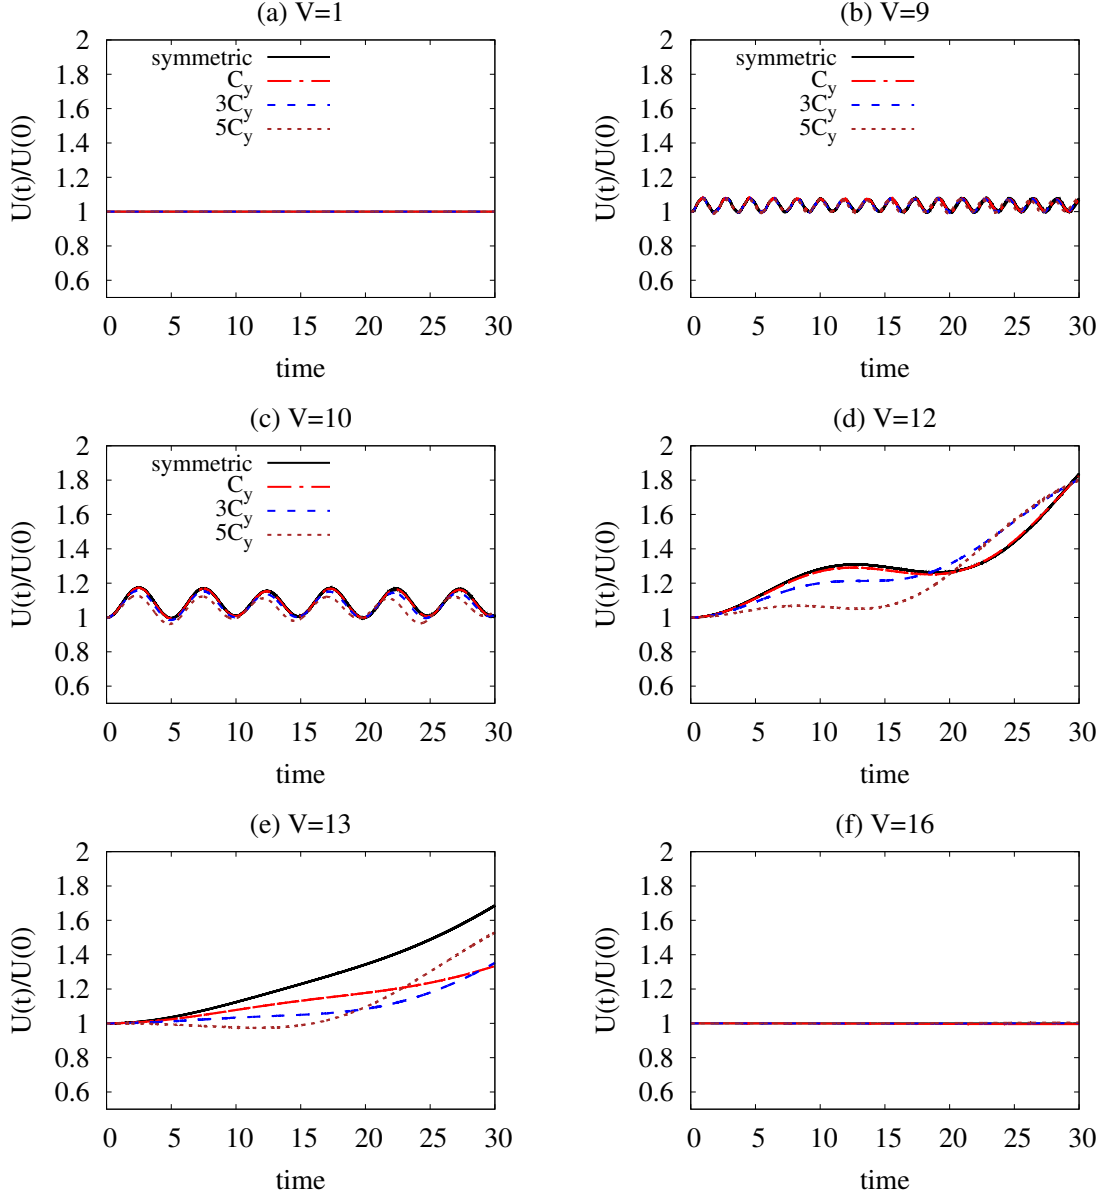 (a) V=1
U(t)/U(0)
2
1.8
1.6
1.4
1.2
1
0.8
0.6
symmetric
C_y
3C_y
5C_y
0 5 10 15 20 25 30
time
(b) V=9
U(t)/U(0)
2
1.8
1.6
1.4
1.2
1
0.8
0.6
symmetric
C_y
3C_y
5C_y
0 5 10 15 20 25 30
time
(c) V=10
U(t)/U(0)
2
1.8
1.6
1.4
1.2
1
0.8
0.6
symmetric
C_y
3C_y
5C_y
0 5 10 15 20 25 30
time
(d) V=12
U(t)/U(0)
2
1.8
1.6
1.4
1.2
1
0.8
0.6
0 5 10 15 20 25 30
time
(e) V=13
U(t)/U(0)
2
1.8
1.6
1.4
1.2
1
0.8
0.6
0 5 10 15 20 25 30
time
(f) V=16
U(t)/U(0)
2
1.8
1.6
1.4
1.2
1
0.8
0.6
0 5 10 15 20 25 30
time